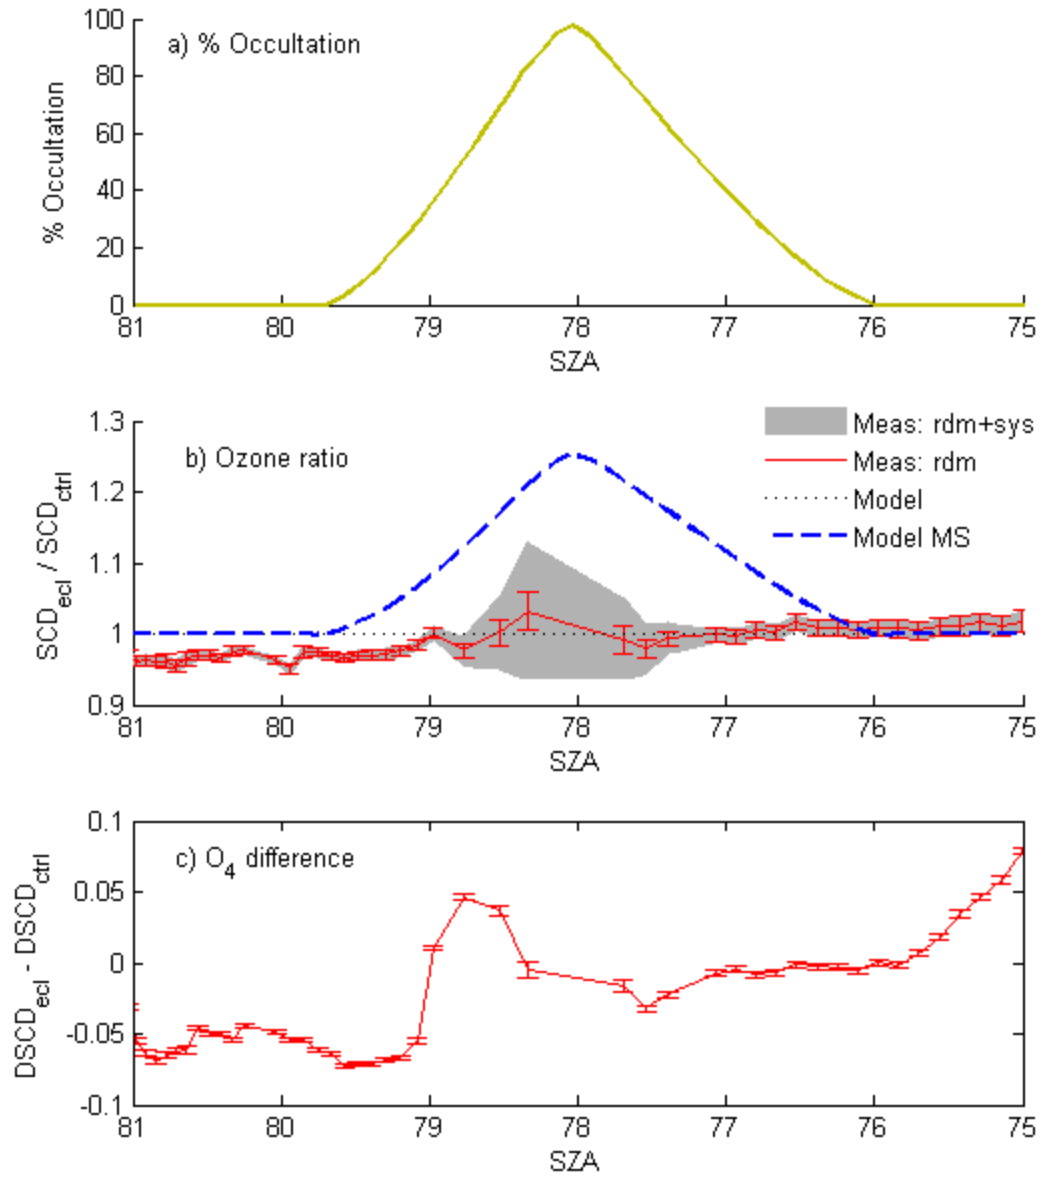 a) % Occultation
% Occultation
100
80
60
40
20
0
81 80 79 78 77 76 75
SZA
b) Ozone ratio
SCD_ecl / SCD_ctrl
1.3
1.2
1.1
1
0.9
Meas: rdm+sys
Meas: rdm
Model
Model MS
81 80 79 78 77 76 75
SZA
c) O_4 difference
DSCD_ecl - DSCD_ctrl
0.1
0.05
0
-0.05
-0.1
81 80 79 78 77 76 75
SZA